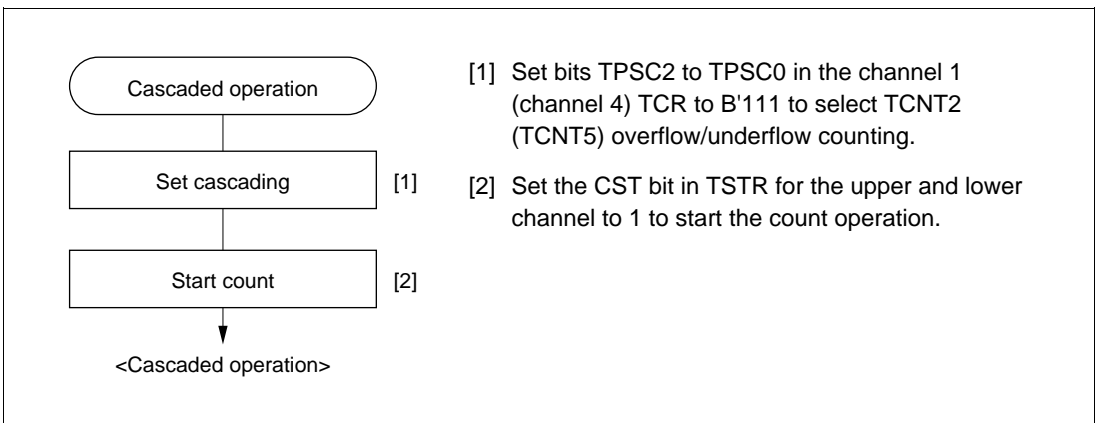 Cascaded operation
Set cascading
[1]
Start count
[2]
<Cascaded operation>
[1] Set bits TPSC2 to TPSC0 in the channel 1
(channel 4) TCR to B'111 to select TCNT2
(TCNT5) overflow/underflow counting.
[2] Set the CST bit in TSTR for the upper and lower
channel to 1 to start the count operation.